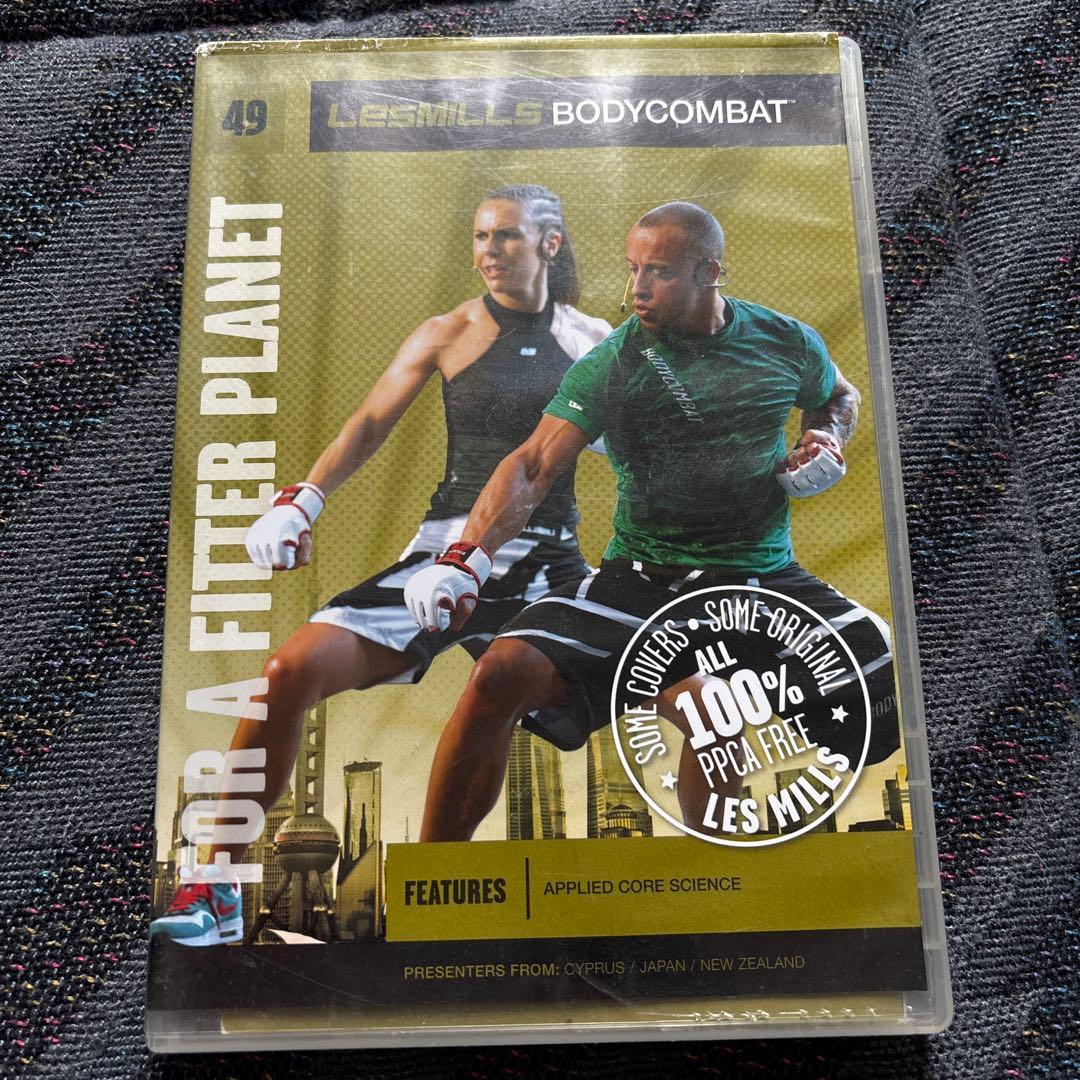 49
LESMILLS BODYCOMBAT™
FOR A FITTER PLANET
BODYCOMBAT
SOME COVERS • SOME ORIGINAL
ALL
100%
PPCA FREE
LES MILLS
FEATURES
APPLIED CORE SCIENCE
PRESENTERS FROM: CYPRUS / JAPAN / NEW ZEALAND